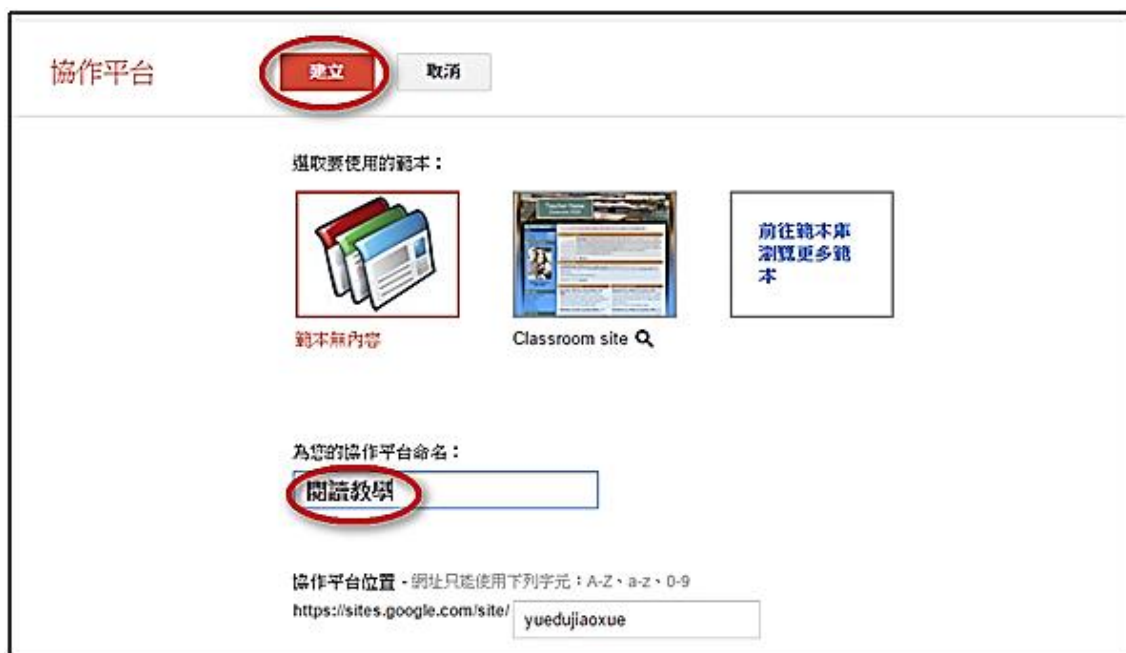 協作平台
建立
取消
選取要使用的範本：
前往範本庫
瀏覽更多範
本
範本無內容
Classroom site
為您的協作平台命名：
閱讀教學
協作平台位置 - 網址只能使用下列字元：A-Z、a-z、0-9
https://sites.google.com/site/ yuedujiaoxue